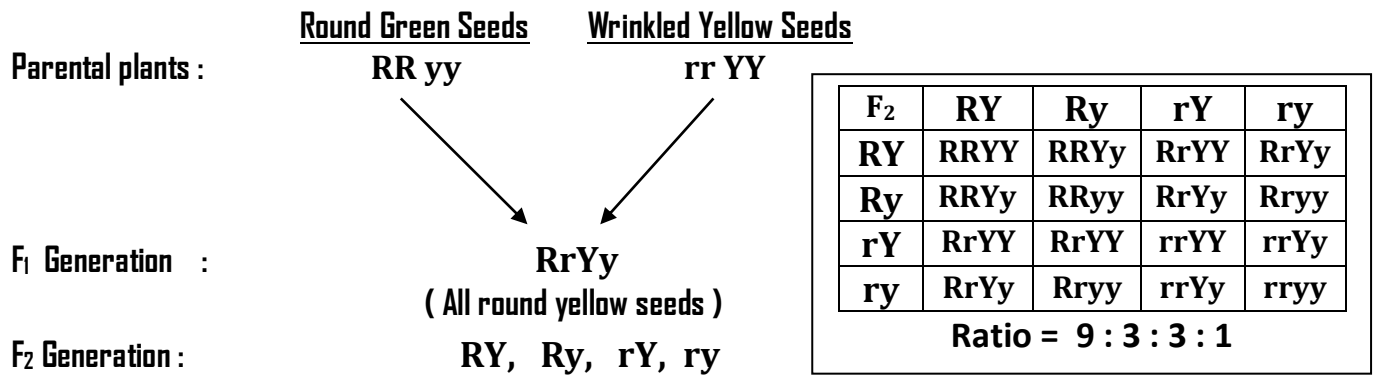 Round Green Seeds Wrinkled Yellow Seeds
Parental plants : RR yy rr YY
F₁ Generation : RrYy
( All round yellow seeds )
F₂ Generation : RY, Ry, rY, ry
F₂ RY Ry rY ry
RY RRYY RRYy RrYY RrYy
Ry RRYy RRyy RrYy Rryy
rY RrYY RrYY rrYY rrYy
ry RrYy Rryy rrYy rryy
Ratio = 9 : 3 : 3 : 1